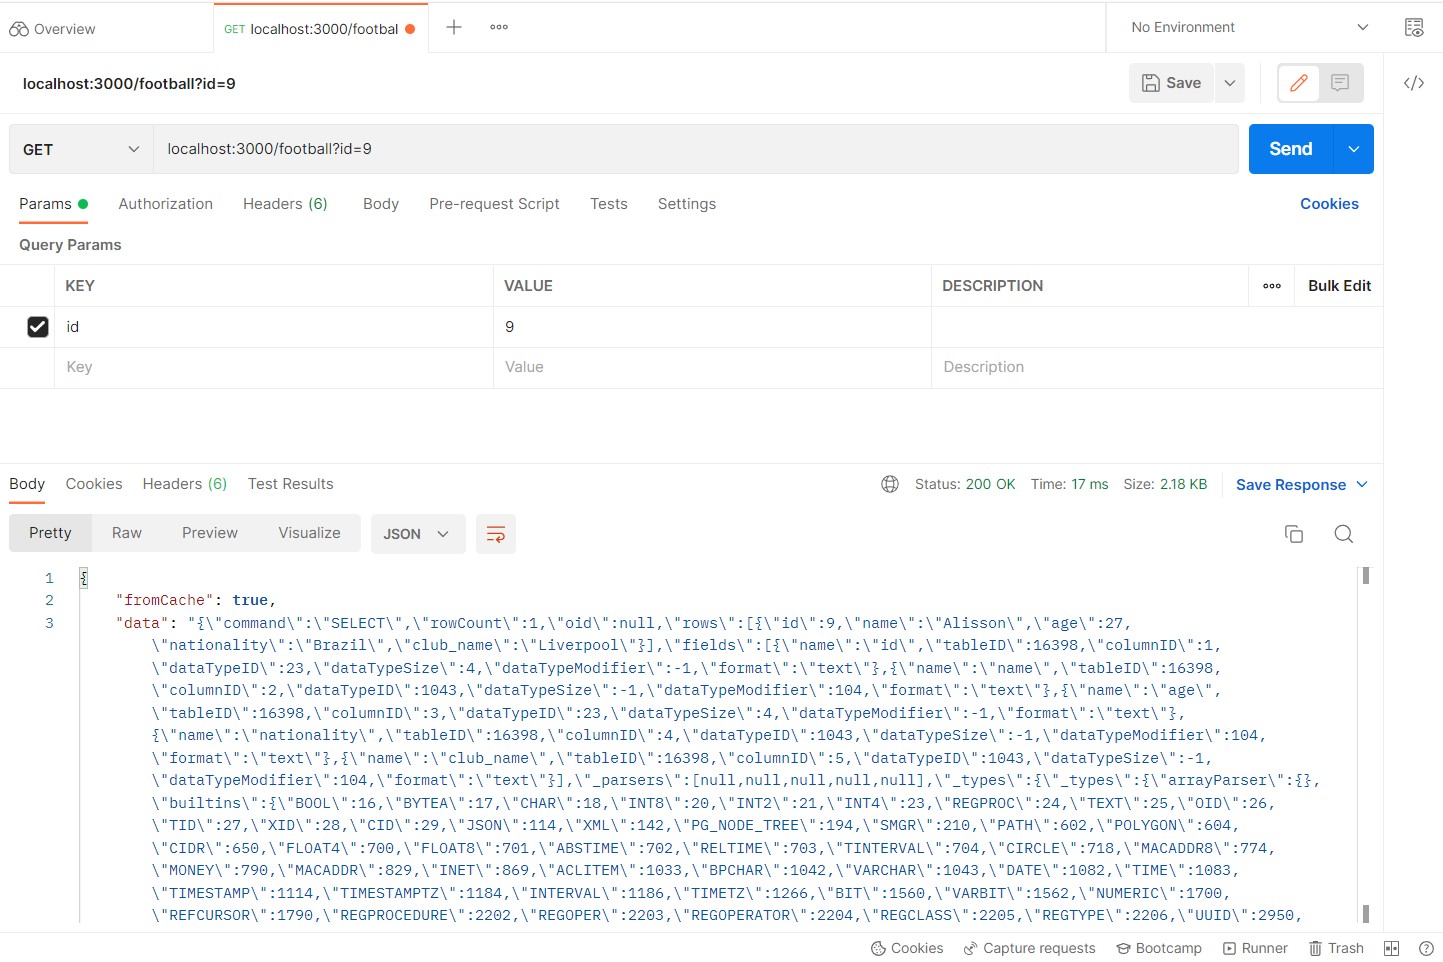 Overview
GET localhost:3000/footbal
No Environment
localhost:3000/football?id=9
Save
GET
localhost:3000/football?id=9
Send
Params Authorization Headers (6) Body Pre-request Script Tests Settings Cookies
Query Params
KEY VALUE DESCRIPTION Bulk Edit
id 9
Key Value Description
Body Cookies Headers (6) Test Results Status: 200 OK Time: 17 ms Size: 2.18 KB Save Response
Pretty Raw Preview Visualize JSON
1 {
2 "fromCache": true,
3 "data": "{\"command\":\"SELECT\",\"rowCount\":1,\"oid\":null,\"rows\":[{\"id\":9,\"name\":\"Alisson\",\"age\":27,
\"nationality\":\"Brazil\",\"club_name\":\"Liverpool\"}],\"fields\":[{\"name\":\"id\",\"tableID\":16398,\"columnID\":1,
\"dataTypeID\":23,\"dataTypeSize\":4,\"dataTypeModifier\":-1,\"format\":\"text\"},{\"name\":\"name\",\"tableID\":16398,
\"columnID\":2,\"dataTypeID\":1043,\"dataTypeSize\":-1,\"dataTypeModifier\":104,\"format\":\"text\"},{\"name\":\"age\",
\"tableID\":16398,\"columnID\":3,\"dataTypeID\":23,\"dataTypeSize\":4,\"dataTypeModifier\":-1,\"format\":\"text\"},
{\"name\":\"nationality\",\"tableID\":16398,\"columnID\":4,\"dataTypeID\":1043,\"dataTypeSize\":-1,\"dataTypeModifier\":104,
\"format\":\"text\"},{\"name\":\"club_name\",\"tableID\":16398,\"columnID\":5,\"dataTypeID\":1043,\"dataTypeSize\":-1,
\"dataTypeModifier\":104,\"format\":\"text\"}],\"_parsers\":[null,null,null,null,null],\"_types\":{\"_types\":{\"arrayParser\":{},
\"builtins\":{\"BOOL\":16,\"BYTEA\":17,\"CHAR\":18,\"INT8\":20,\"INT2\":21,\"INT4\":23,\"REGPROC\":24,\"TEXT\":25,\"OID\":26,
\"TID\":27,\"XID\":28,\"CID\":29,\"JSON\":114,\"XML\":142,\"PG_NODE_TREE\":194,\"SMGR\":210,\"PATH\":602,\"POLYGON\":604,
\"CIDR\":650,\"FLOAT4\":700,\"FLOAT8\":701,\"ABSTIME\":702,\"RELTIME\":703,\"TINTERVAL\":704,\"CIRCLE\":718,\"MACADDR8\":774,
\"MONEY\":790,\"MACADDR\":829,\"INET\":869,\"ACLITEM\":1033,\"BPCHAR\":1042,\"VARCHAR\":1043,\"DATE\":1082,\"TIME\":1083,
\"TIMESTAMP\":1114,\"TIMESTAMPTZ\":1184,\"INTERVAL\":1186,\"TIMETZ\":1266,\"BIT\":1560,\"VARBIT\":1562,\"NUMERIC\":1700,
\"REFCURSOR\":1790,\"REGPROCEDURE\":2202,\"REGOPER\":2203,\"REGOPERATOR\":2204,\"REGCLASS\":2205,\"REGTYPE\":2206,\"UUID\":2950,
Cookies Capture requests Bootcamp Runner Trash